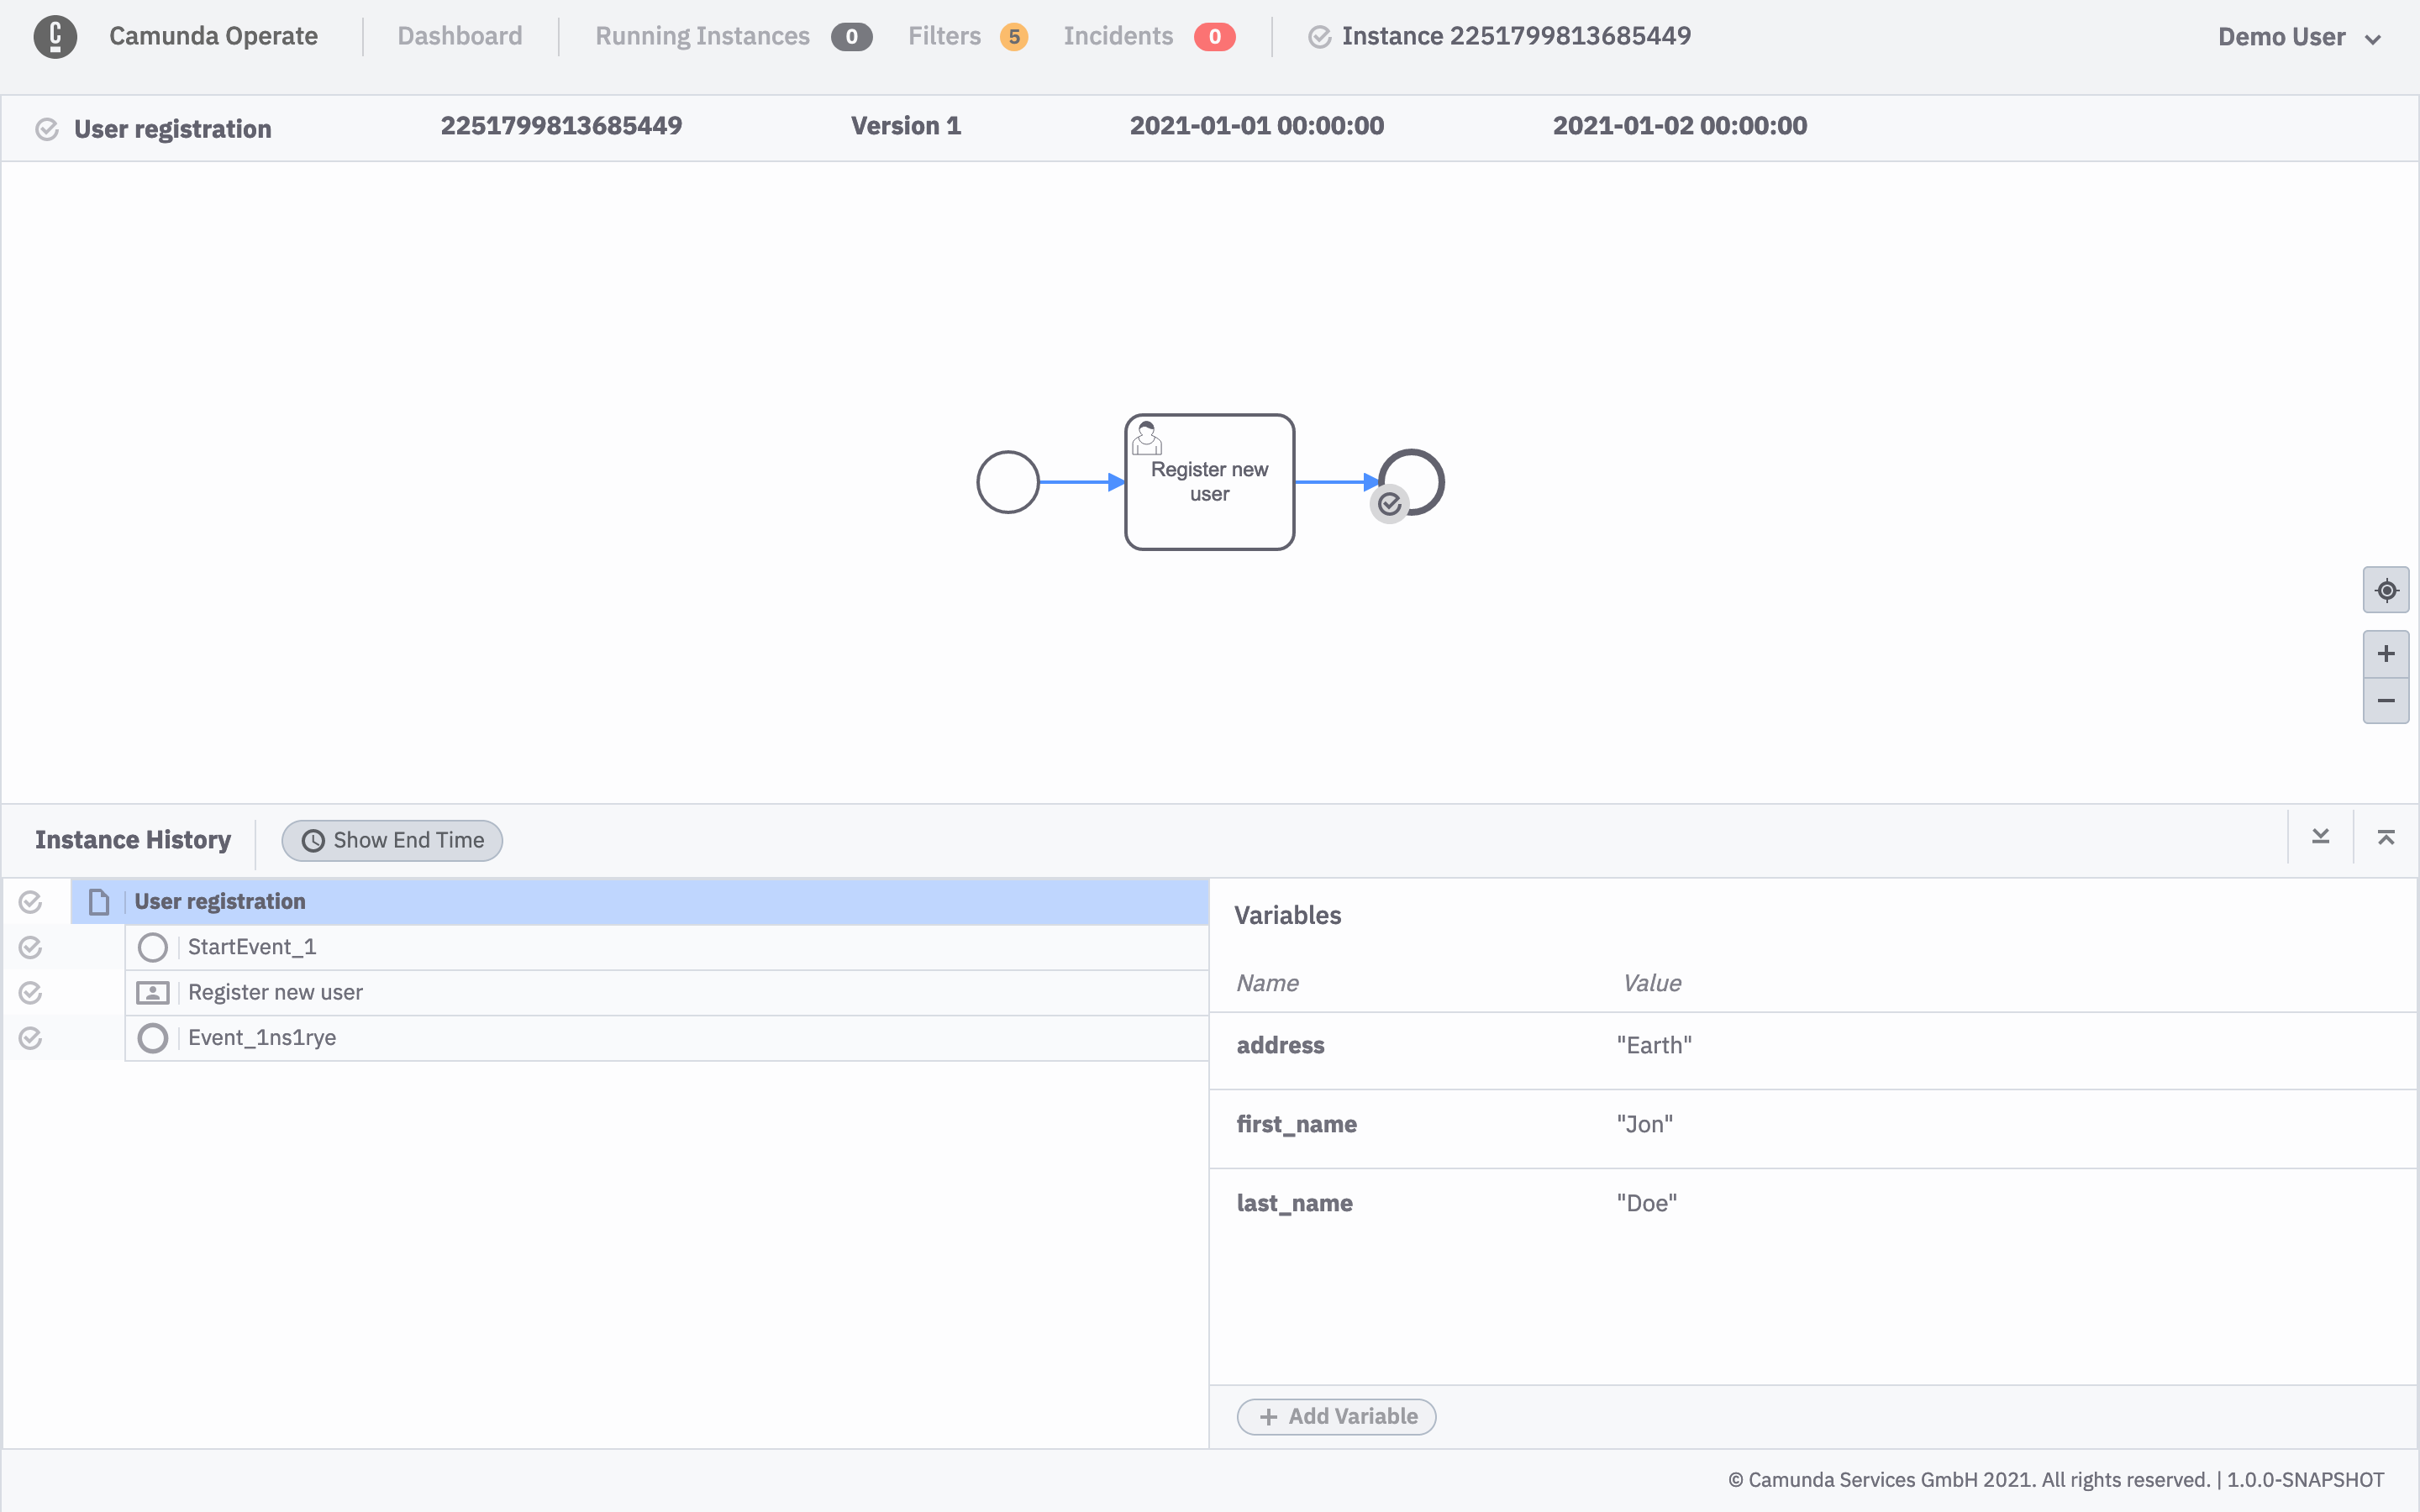 Camunda Operate Dashboard Running Instances 0 Filters 5 Incidents 0 Instance 2251799813685449 Demo User
User registration 2251799813685449 Version 1 2021-01-01 00:00:00 2021-01-02 00:00:00
Register new
user
Instance History Show End Time
User registration
StartEvent_1
Register new user
Event_1ns1rye
Variables
Name Value
address "Earth"
first_name "Jon"
last_name "Doe"
Add Variable
© Camunda Services GmbH 2021. All rights reserved. | 1.0.0-SNAPSHOT